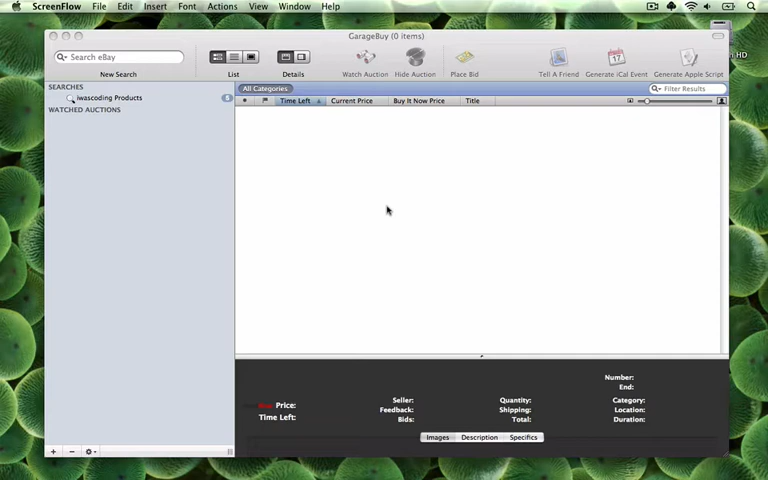 ScreenFlow File Edit Insert Font Actions View Window Help
GarageBuy (0 items)
Search eBay
New Search List Details Watch Auction Hide Auction Place Bid Tell A Friend Generate iCal Event Generate Apple Script
SEARCHES
iwascoding Products
WATCHED AUCTIONS
All Categories Filter Results
Time Left Current Price Buy It Now Price Title
HD
Number:
End:
Price: Seller: Quantity: Category:
Feedback: Shipping: Location:
Time Left: Bids: Total: Duration:
Images Description Specifics